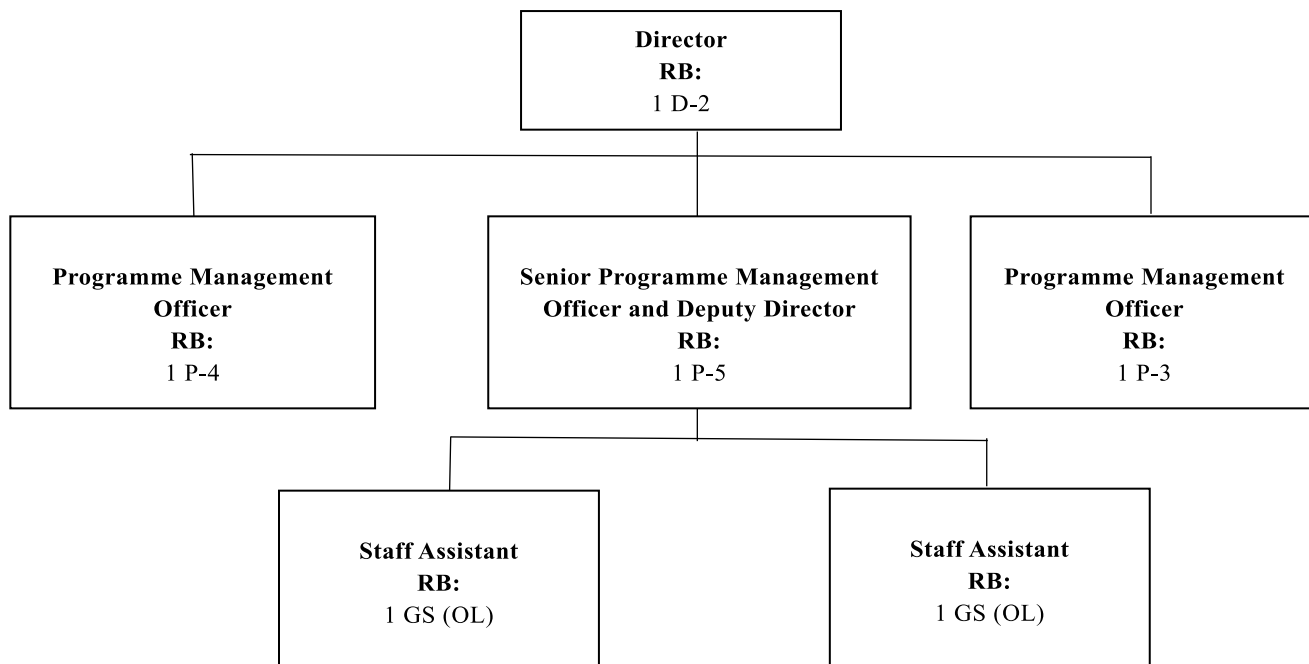 Director
RB:
1 D-2
Programme Management
Officer
RB:
1 P-4
Senior Programme Management
Officer and Deputy Director
RB:
1 P-5
Programme Management
Officer
RB:
1 P-3
Staff Assistant
RB:
1 GS (OL)
Staff Assistant
RB:
1 GS (OL)